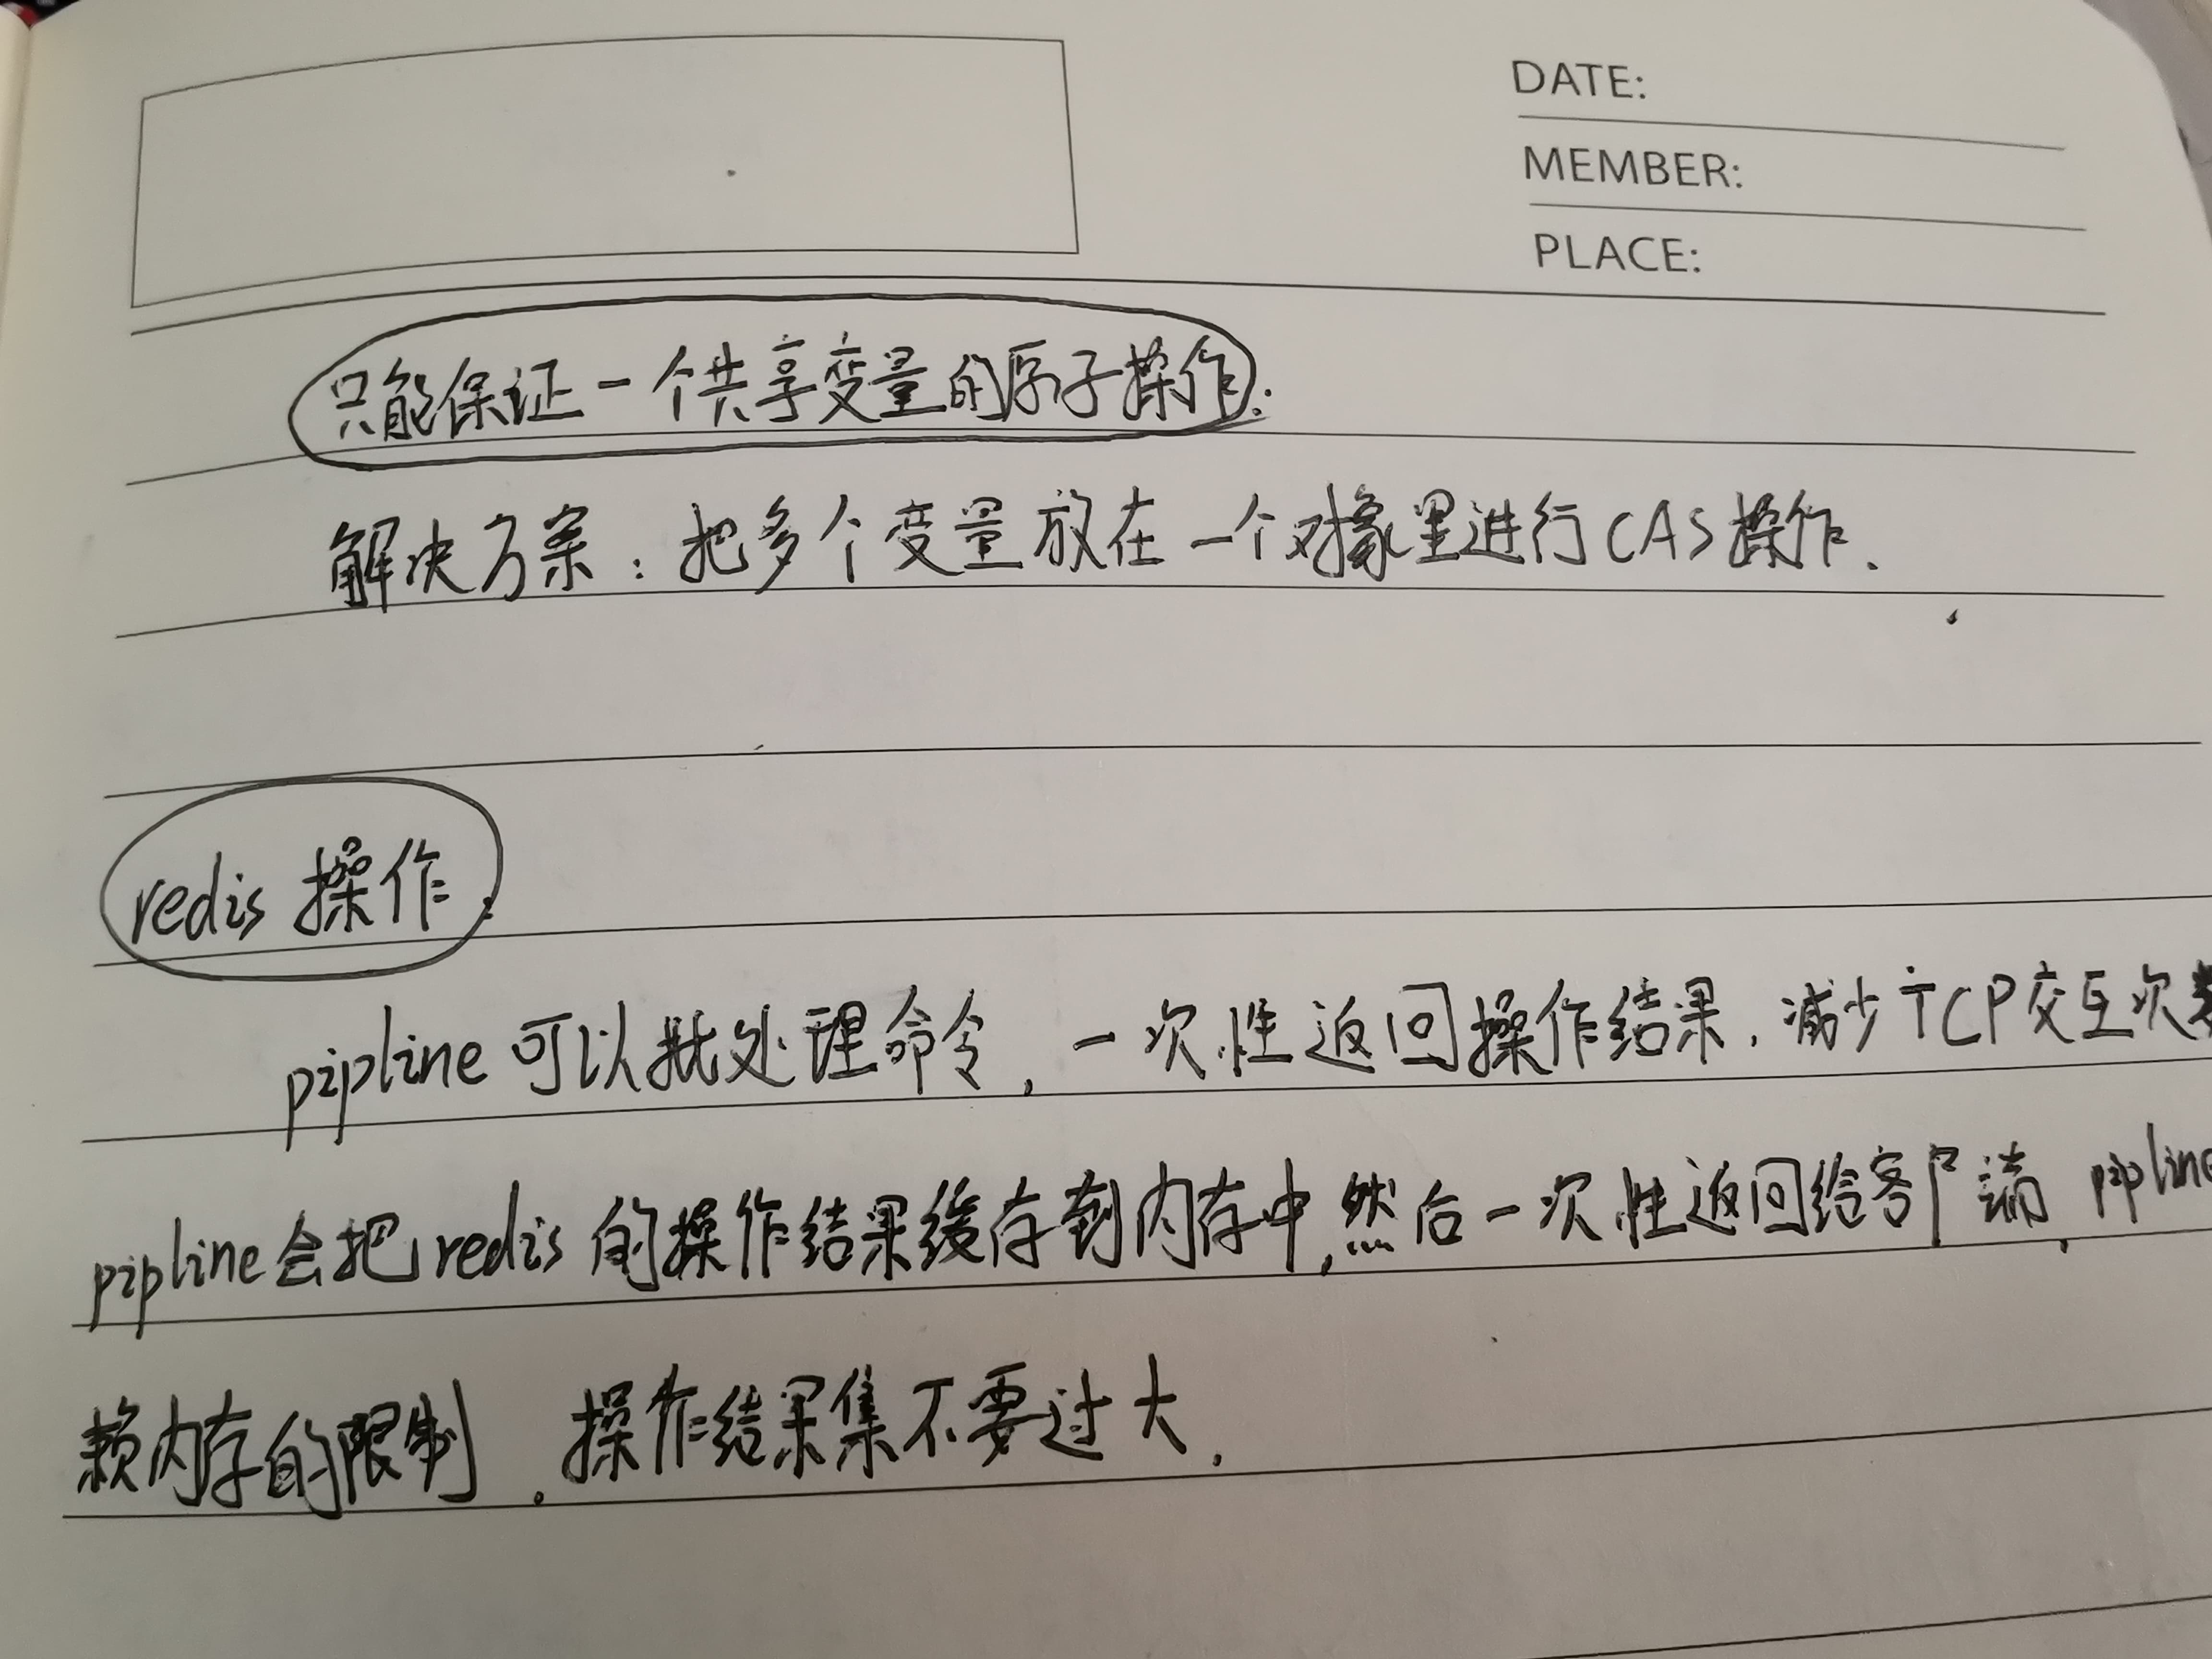 DATE:
MEMBER:
PLACE:
只能保证一个共享变量的原子操作:
解决方案：把多个变量放在一个对象里进行CAS操作.
redis 操作:
pipline 可以批处理命令, 一次性返回操作结果, 减少TCP交互次数
pipline会把redis 的操作结果缓存到内存中,然后一次性返回给客户端, pipline
赖内存的限制。操作结果集不要过大,